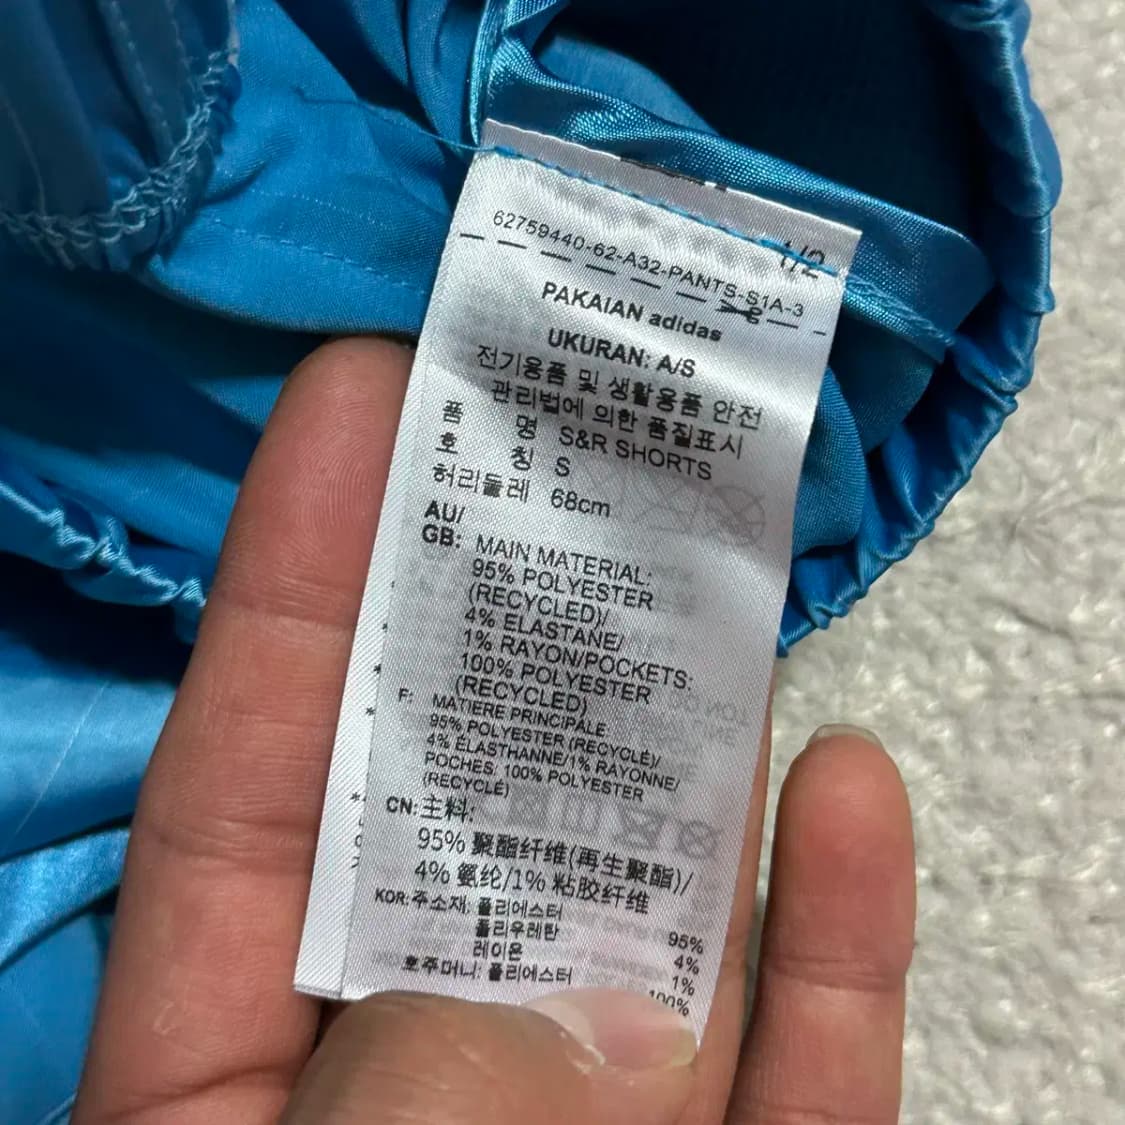 1/2
62759440-62-A32-PANTS-S1A-3
PAKAIAN adidas
UKURAN: A/S
전기용품 및 생활용품 안전
관리법에 의한 품질표시
품 명 S&R SHORTS
호 칭 S
허리둘레 68cm
AU/
GB: MAIN MATERIAL:
95% POLYESTER
(RECYCLED)/
4% ELASTANE/
1% RAYON/POCKETS:
100% POLYESTER
(RECYCLED)
F: MATIERE PRINCIPALE:
95% POLYESTER (RECYCLÉ)/
4% ÉLASTHANNE/1% RAYONNE/
POCHES: 100% POLYESTER
(RECYCLÉ)
CN: 主料:
95% 聚酯纤维(再生聚酯)/
4% 氨纶/1% 粘胶纤维
KOR: 주소재: 폴리에스터 95%
폴리우레탄 4%
레이온 1%
호주머니: 폴리에스터 100%